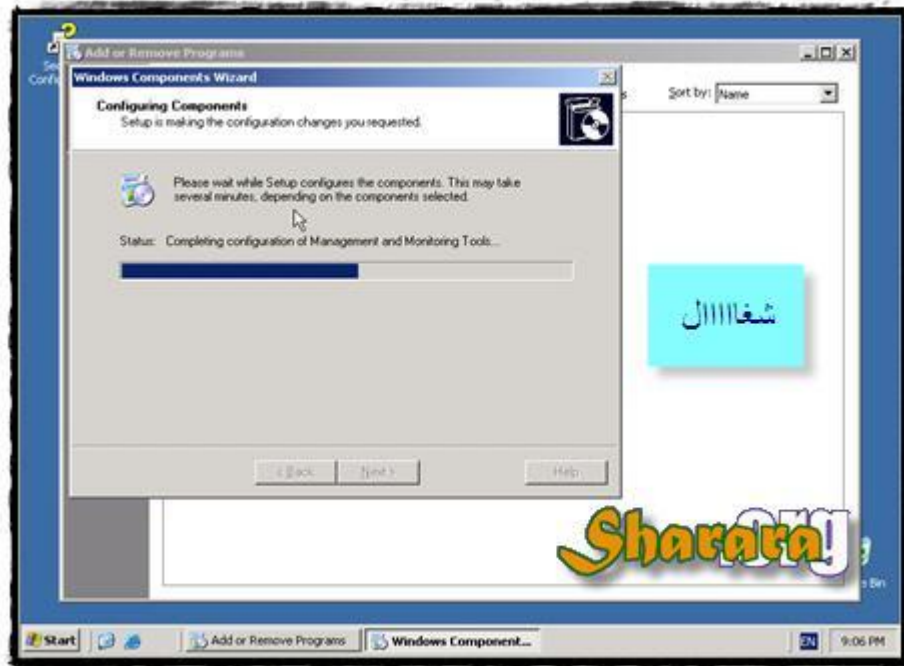 Add or Remove Programs
Windows Components Wizard
Sort by: Name
Configuring Components
Setup is making the configuration changes you requested.
Please wait while Setup configures the components. This may take
several minutes, depending on the components selected.
Status: Completing configuration of Management and Monitoring Tools...
شغااااال
< Back Next > Help
Sharara.org
Bin
Start Add or Remove Programs Windows Component... EN 9:06 PM